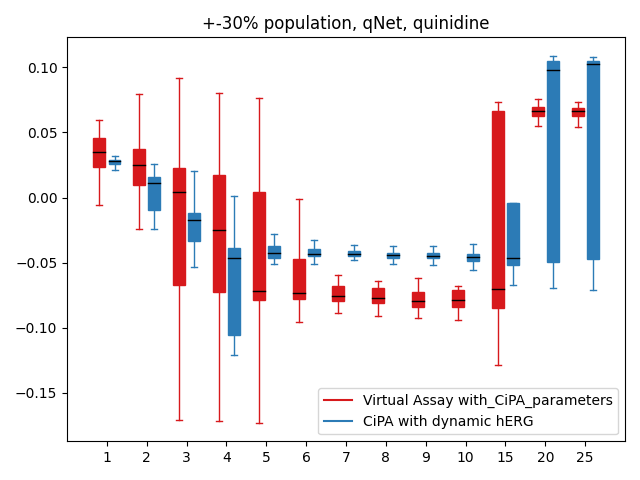 +-30% population, qNet, quinidine
0.10
0.05
0.00
−0.05
−0.10
−0.15
Virtual Assay with_CiPA_parameters
CiPA with dynamic hERG
1 2 3 4 5 6 7 8 9 10 15 20 25